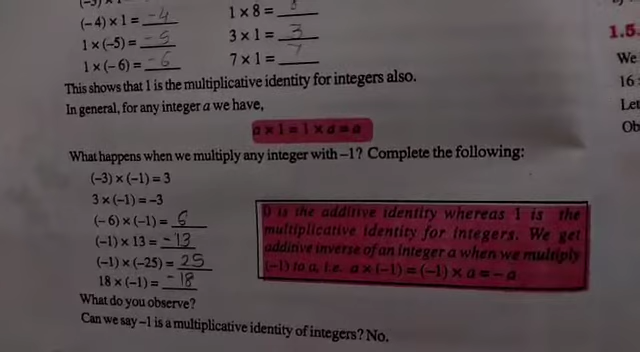 (–4) × 1 = -4
1 × 8 = 8
1 × (–5) = -5
3 × 1 = 3
1 × (– 6) = -6
7 × 1 = 7
1.5.
We
16
Let
Ob
This shows that 1 is the multiplicative identity for integers also.
In general, for any integer a we have,
a × 1 = 1 × a = a
What happens when we multiply any integer with –1? Complete the following:
(–3) × (–1) = 3
3 × (–1) = –3
(– 6) × (–1) = 6
(–1) × 13 = -13
(–1) × (–25) = 25
18 × (–1) = -18
0 is the additive identity whereas 1 is the
multiplicative identity for integers. We get
additive inverse of an integer a when we multiply
(–1) to a, i.e. a × (–1) = (–1) × a = – a
What do you observe?
Can we say –1 is a multiplicative identity of integers? No.